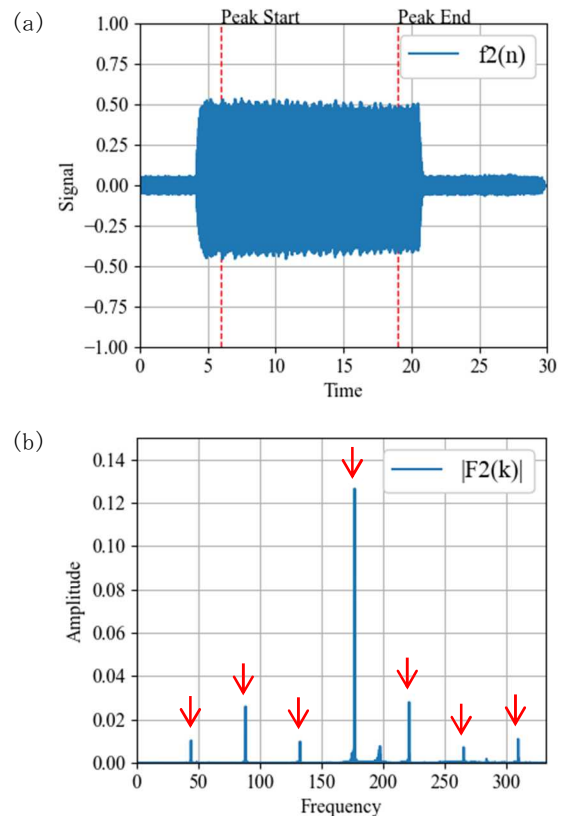 (a)
Peak Start Peak End
1.00
0.75
0.50
0.25
0.00
−0.25
−0.50
−0.75
−1.00
Signal
f2(n)
0 5 10 15 20 25 30
Time
(b)
0.14
0.12
0.10
0.08
0.06
0.04
0.02
0.00
Amplitude
|F2(k)|
0 50 100 150 200 250 300
Frequency